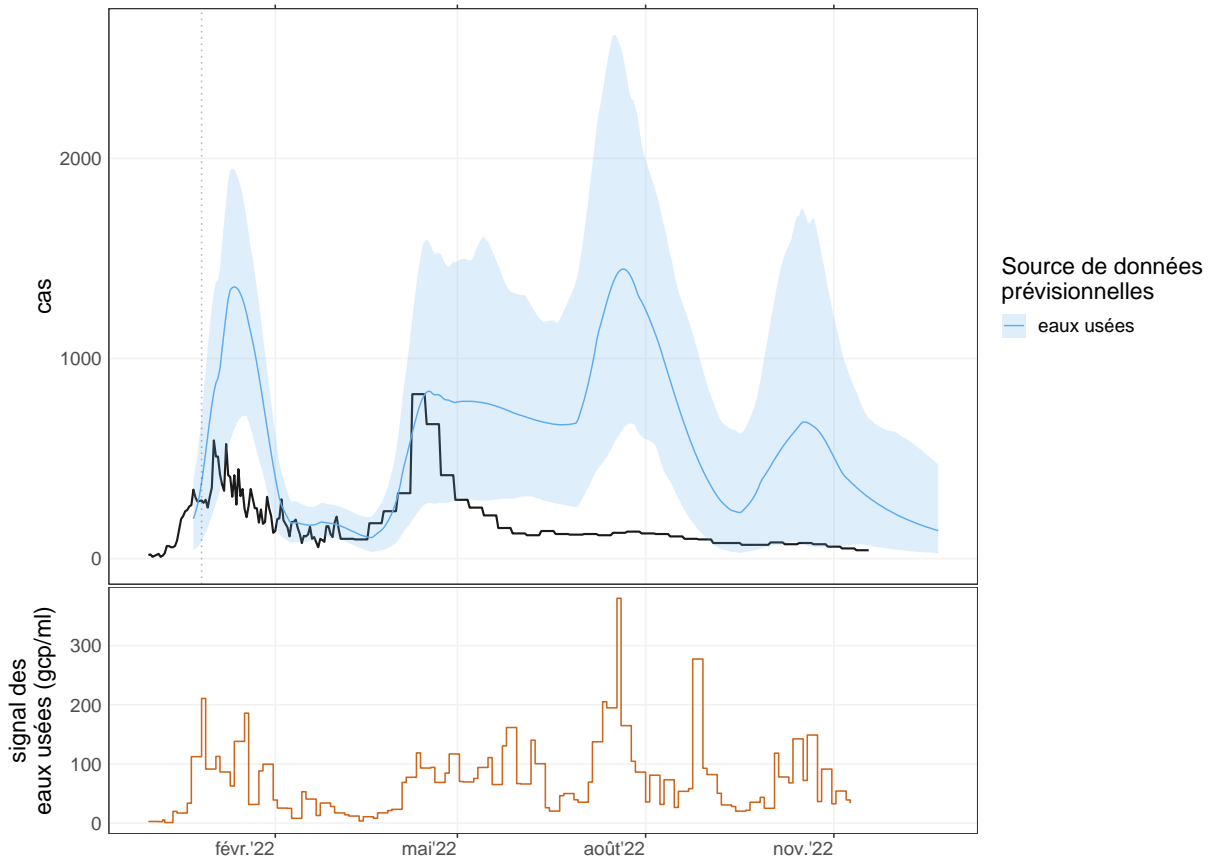 2000
1000
0
cas
Source de données
prévisionnelles
eaux usées
300
200
100
0
signal des
eaux usées (gcp/ml)
févr.'22
mai'22
août'22
nov.'22